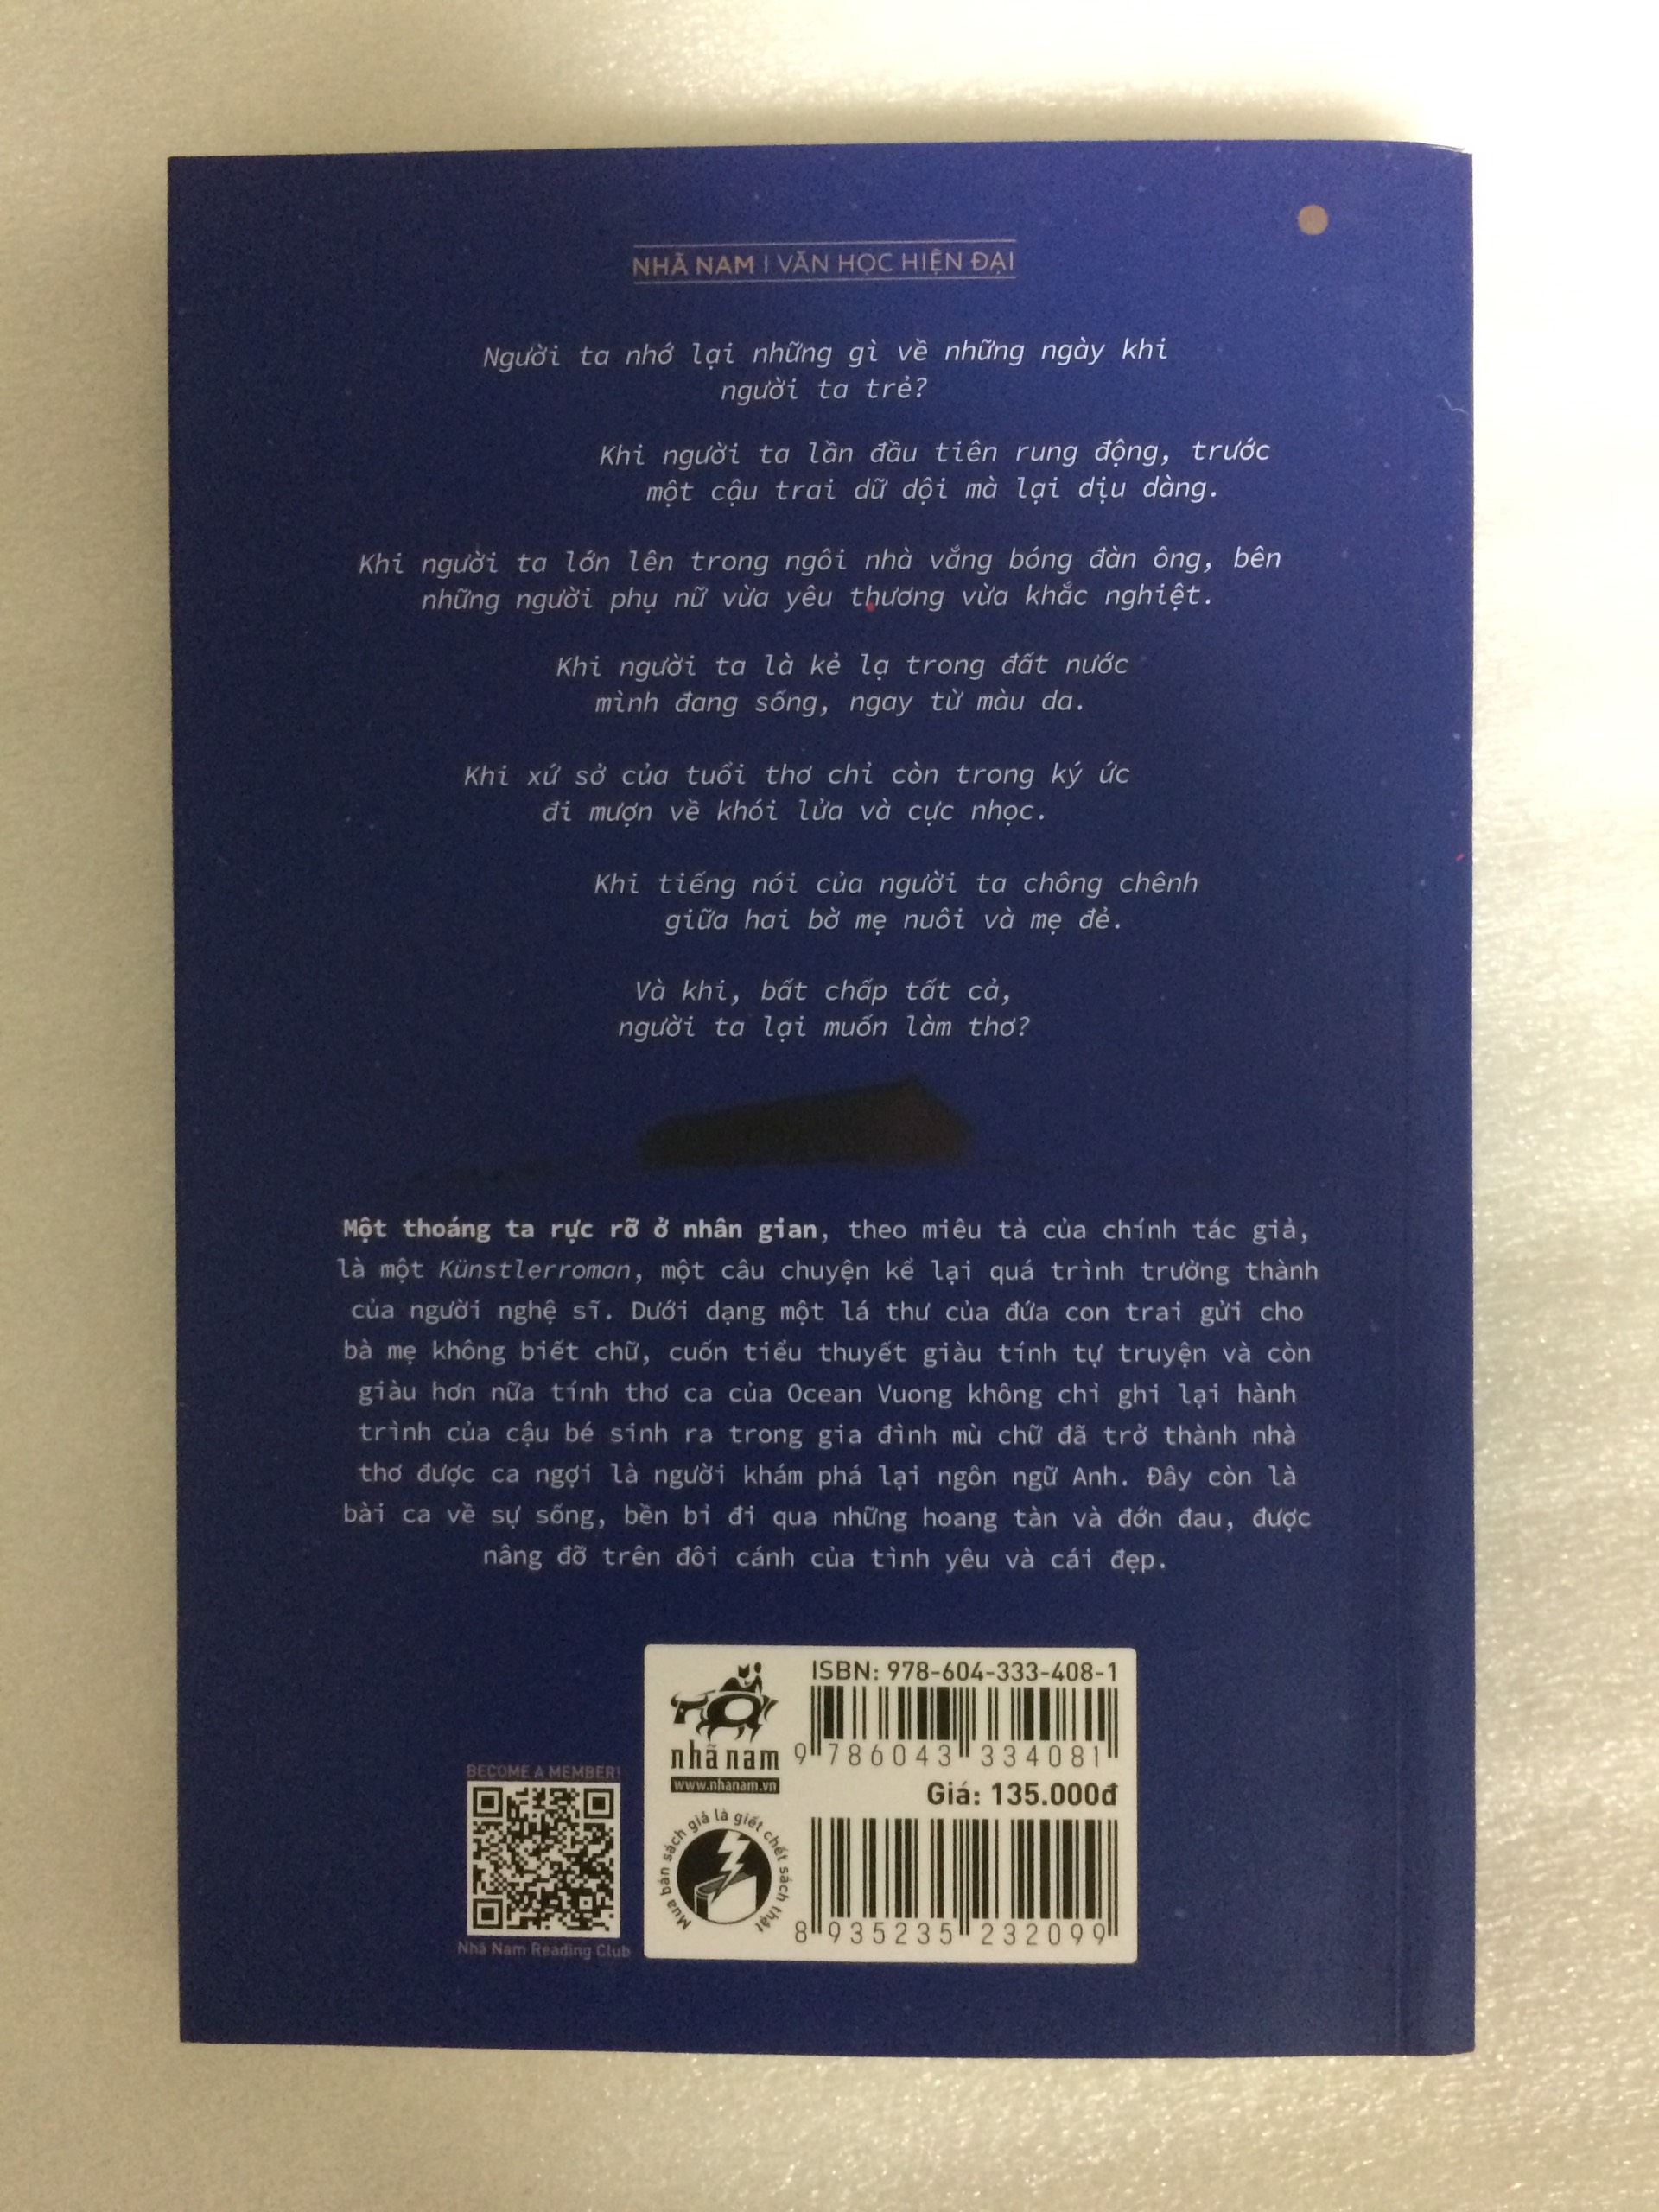 NHÃ NAM | VĂN HỌC HIỆN ĐẠI
Người ta nhớ lại những gì về những ngày khi
người ta trẻ?
Khi người ta lần đầu tiên rung động, trước
một cậu trai dữ dội mà lại dịu dàng.
Khi người ta lớn lên trong ngôi nhà vắng bóng đàn ông, bên
những người phụ nữ vừa yêu thương vừa khắc nghiệt.
Khi người ta là kẻ lạ trong đất nước
mình đang sống, ngay từ màu da.
Khi xứ sở của tuổi thơ chỉ còn trong ký ức
đi mượn về khói lửa và cực nhọc.
Khi tiếng nói của người ta chông chênh
giữa hai bờ mẹ nuôi và mẹ đẻ.
Và khi, bất chấp tất cả,
người ta lại muốn làm thơ?
Một thoáng ta rực rỡ ở nhân gian, theo miêu tả của chính tác giả,
là một Künstlerroman, một câu chuyện kể lại quá trình trưởng thành
của người nghệ sĩ. Dưới dạng một lá thư của đứa con trai gửi cho
bà mẹ không biết chữ, cuốn tiểu thuyết giàu tính tự truyện và còn
giàu hơn nữa tính thơ ca của Ocean Vuong không chỉ ghi lại hành
trình của cậu bé sinh ra trong gia đình mù chữ đã trở thành nhà
thơ được ca ngợi là người khám phá lại ngôn ngữ Anh. Đây còn là
bài ca về sự sống, bền bỉ đi qua những hoang tàn và đớn đau, được
nâng đỡ trên đôi cánh của tình yêu và cái đẹp.
BECOME A MEMBER!
Nhã Nam Reading Club
nhã nam
www.nhanam.vn
Mua bán sách giả là giết chết sách thật
ISBN: 978-604-333-408-1
9 786043 334081
Giá: 135.000đ
8 935235 232099